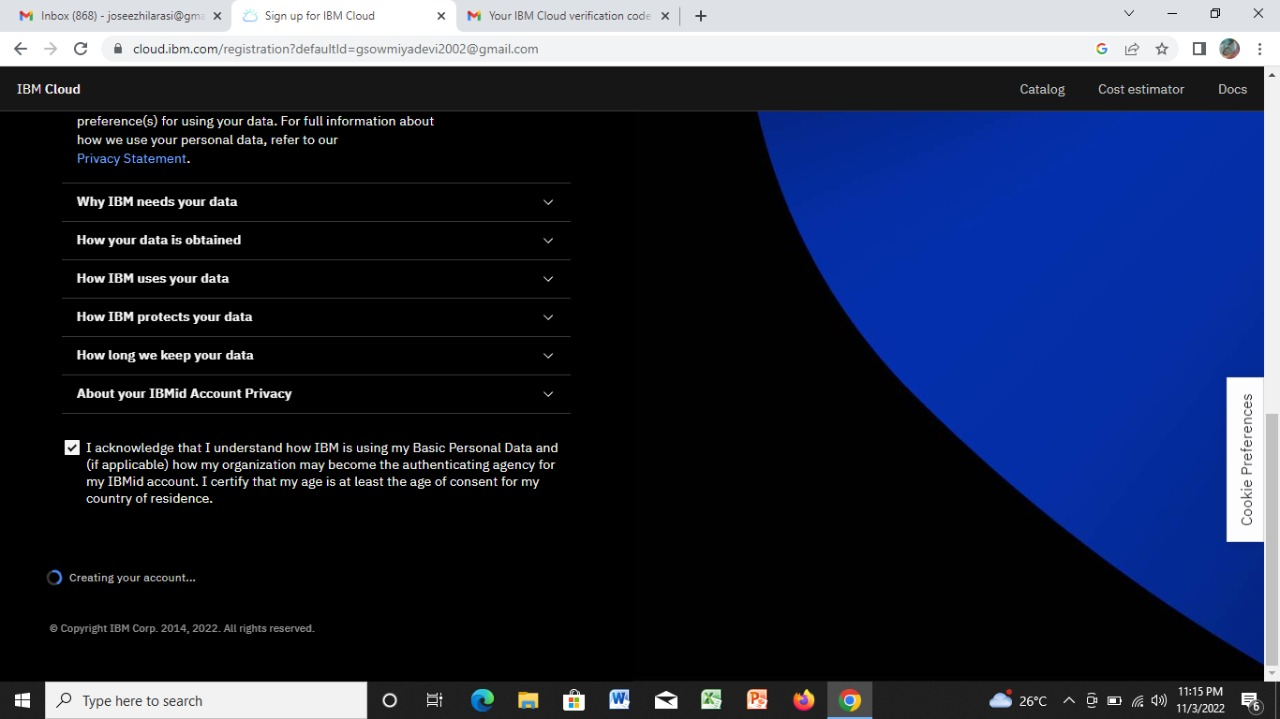 Inbox (868) - joseezhilarasi@gma
Sign up for IBM Cloud
Your IBM Cloud verification code
cloud.ibm.com/registration?defaultId=gsowmiyadevi2002@gmail.com
IBM Cloud
Catalog
Cost estimator
Docs
preference(s) for using your data. For full information about
how we use your personal data, refer to our
Privacy Statement.
Why IBM needs your data
How your data is obtained
How IBM uses your data
How IBM protects your data
How long we keep your data
About your IBMid Account Privacy
I acknowledge that I understand how IBM is using my Basic Personal Data and
(if applicable) how my organization may become the authenticating agency for
my IBMid account. I certify that my age is at least the age of consent for my
country of residence.
Cookie Preferences
Creating your account...
© Copyright IBM Corp. 2014, 2022. All rights reserved.
Type here to search
26°C
11:15 PM
11/3/2022
6